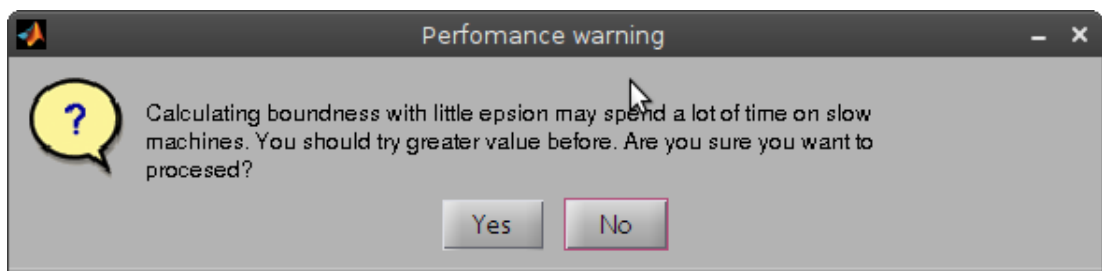 Perfomance warning
?
Calculating boundness with little epsion may spend a lot of time on slow
machines. You should try greater value before. Are you sure you want to
procesed?
Yes No